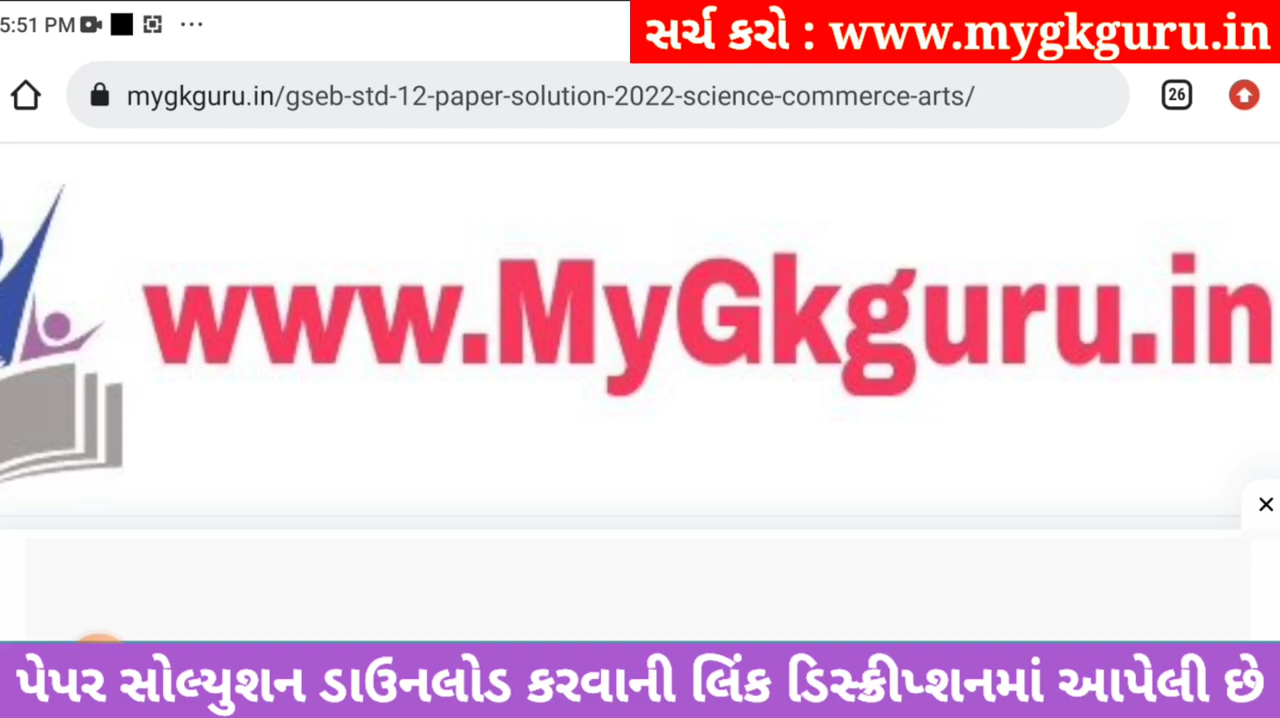 5:51 PM
સર્ચ કરો : www.mygkguru.in
mygkguru.in/gseb-std-12-paper-solution-2022-science-commerce-arts/
26
www.MyGkguru.in
પેપર સોલ્યુશન ડાઉનલોડ કરવાની લિંક ડિસ્ક્રીપ્શનમાં આપેલી છે